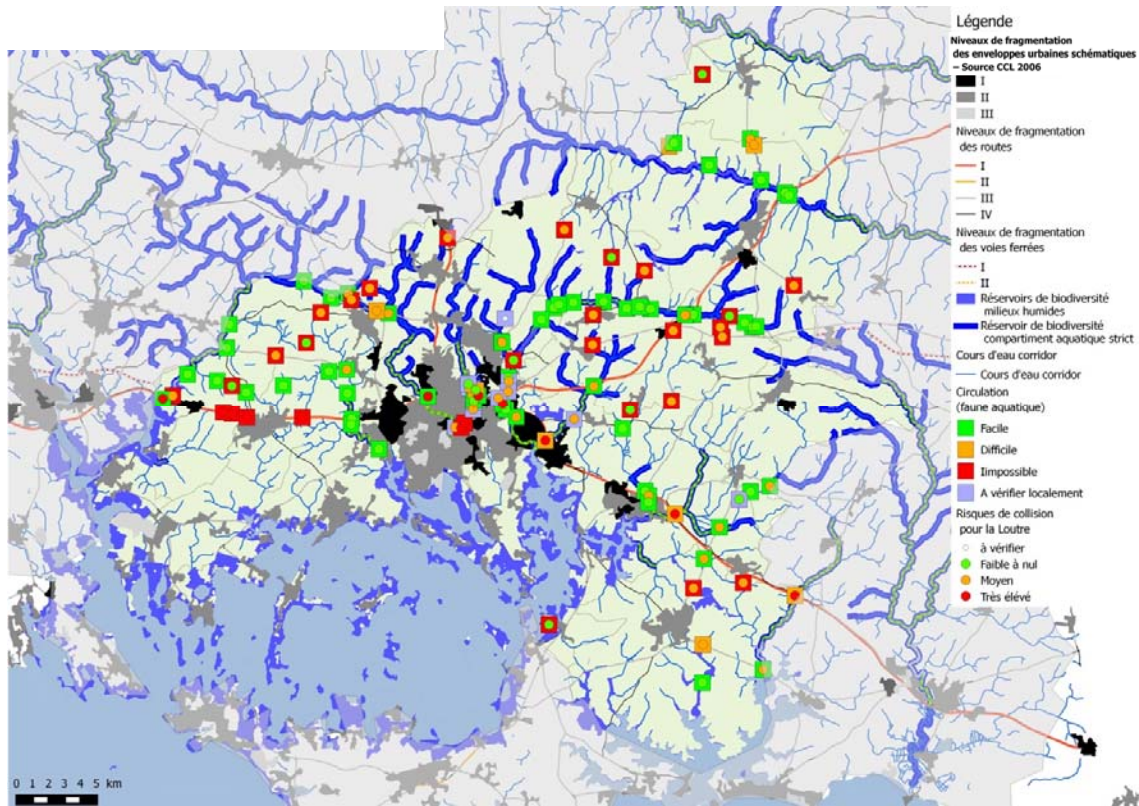 Légende
Niveaux de fragmentation
des enveloppes urbaines schématiques
– Source CCL 2006
I
II
III
Niveaux de fragmentation
des routes
I
II
III
IV
Niveaux de fragmentation
des voies ferrées
I
II
Réservoirs de biodiversité
milieux humides
Réservoir de biodiversité
compartiment aquatique strict
Cours d'eau corridor
Cours d'eau corridor
Circulation
(faune aquatique)
Facile
Difficile
Iimpossible
A vérifier localement
Risques de collision
pour la Loutre
à vérifier
Faible à nul
Moyen
Très élévé
0 1 2 3 4 5 km